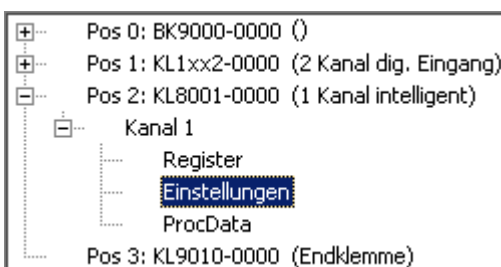 Pos 0: BK9000-0000 ()
Pos 1: KL1xx2-0000 (2 Kanal dig. Eingang)
Pos 2: KL8001-0000 (1 Kanal intelligent)
Kanal 1
Register
Einstellungen
ProcData
Pos 3: KL9010-0000 (Endklemme)